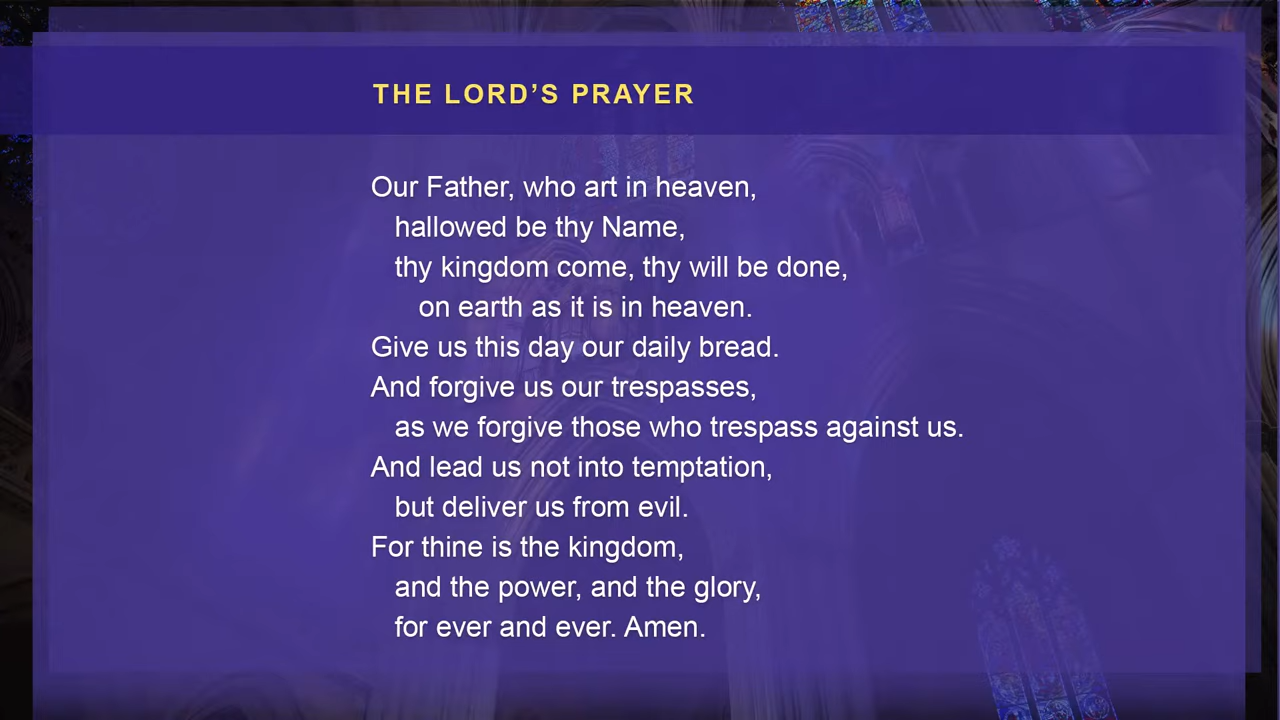 THE LORD’S PRAYER
Our Father, who art in heaven,
hallowed be thy Name,
thy kingdom come, thy will be done,
on earth as it is in heaven.
Give us this day our daily bread.
And forgive us our trespasses,
as we forgive those who trespass against us.
And lead us not into temptation,
but deliver us from evil.
For thine is the kingdom,
and the power, and the glory,
for ever and ever. Amen.